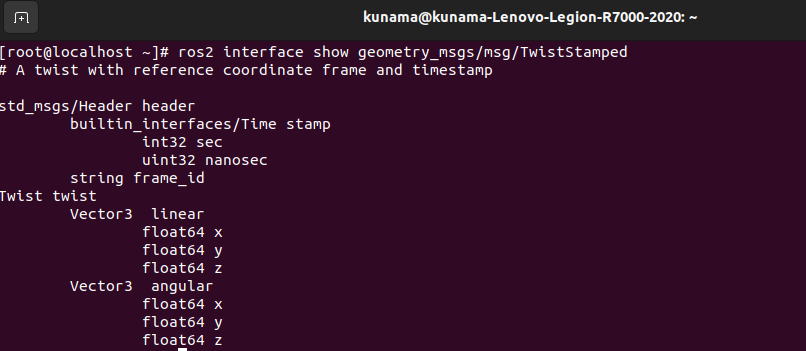 kunama@kunama-Lenovo-Legion-R7000-2020: ~
[root@localhost ~]# ros2 interface show geometry_msgs/msg/TwistStamped
# A twist with reference coordinate frame and timestamp
std_msgs/Header header
        builtin_interfaces/Time stamp
                int32 sec
                uint32 nanosec
        string frame_id
Twist twist
        Vector3  linear
                float64 x
                float64 y
                float64 z
        Vector3  angular
                float64 x
                float64 y
                float64 z